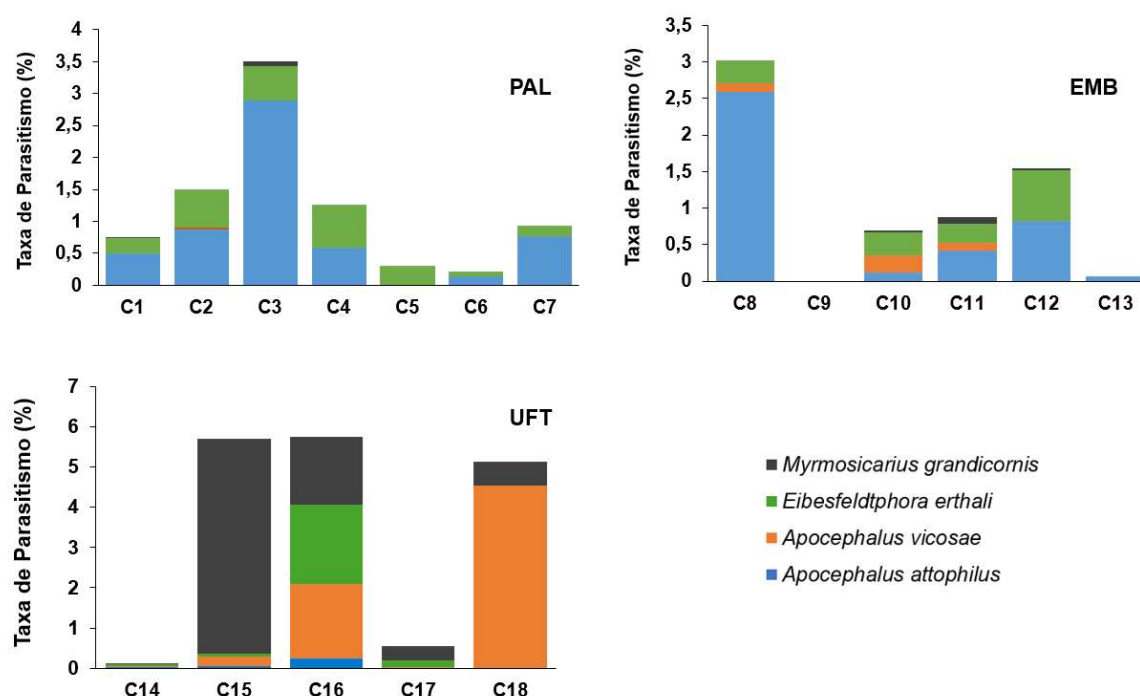 Taxa de Parasitismo (%)
4
3,5
3
2,5
2
1,5
1
0,5
0
PAL
C1 C2 C3 C4 C5 C6 C7
Taxa de Parasitismo (%)
3,5
3
2,5
2
1,5
1
0,5
0
EMB
C8 C9 C10 C11 C12 C13
Taxa de Parasitismo (%)
7
6
5
4
3
2
1
0
UFT
C14 C15 C16 C17 C18
Myrmosicarius grandicornis
Eibesfeldtphora erthali
Apocephalus vicosae
Apocephalus attophilus